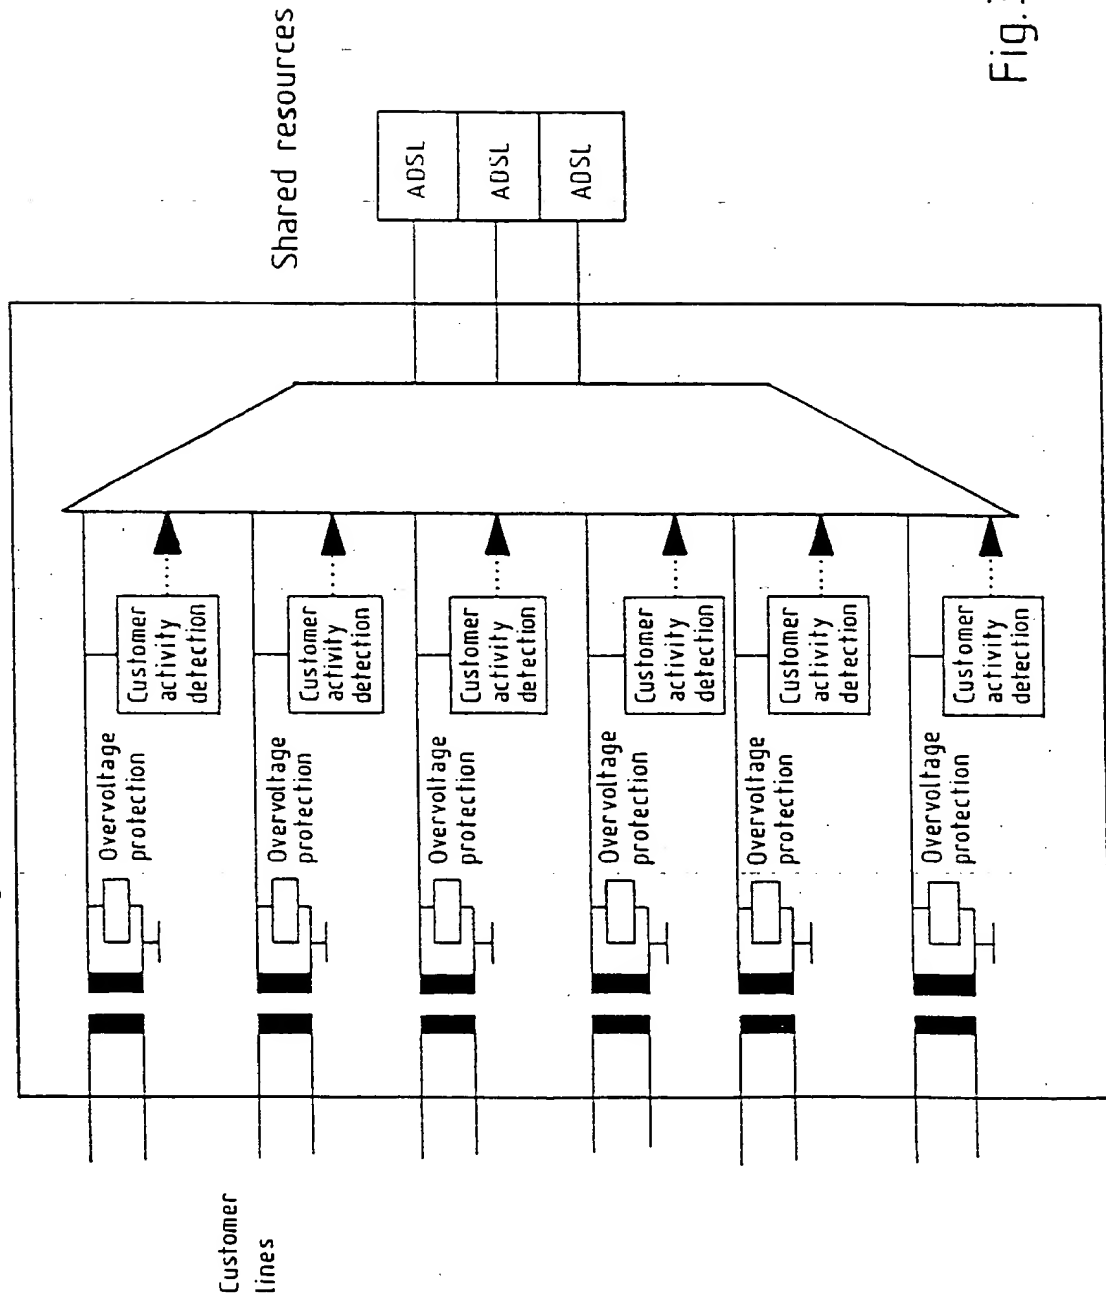 Customer
lines
Overvoltage
protection
Customer
activity
detection
Overvoltage
protection
Customer
activity
detection
Overvoltage
protection
Customer
activity
detection
Overvoltage
protection
Customer
activity
detection
Overvoltage
protection
Customer
activity
detection
Overvoltage
protection
Customer
activity
detection
Shared resources
ADSL
ADSL
ADSL
Fig.